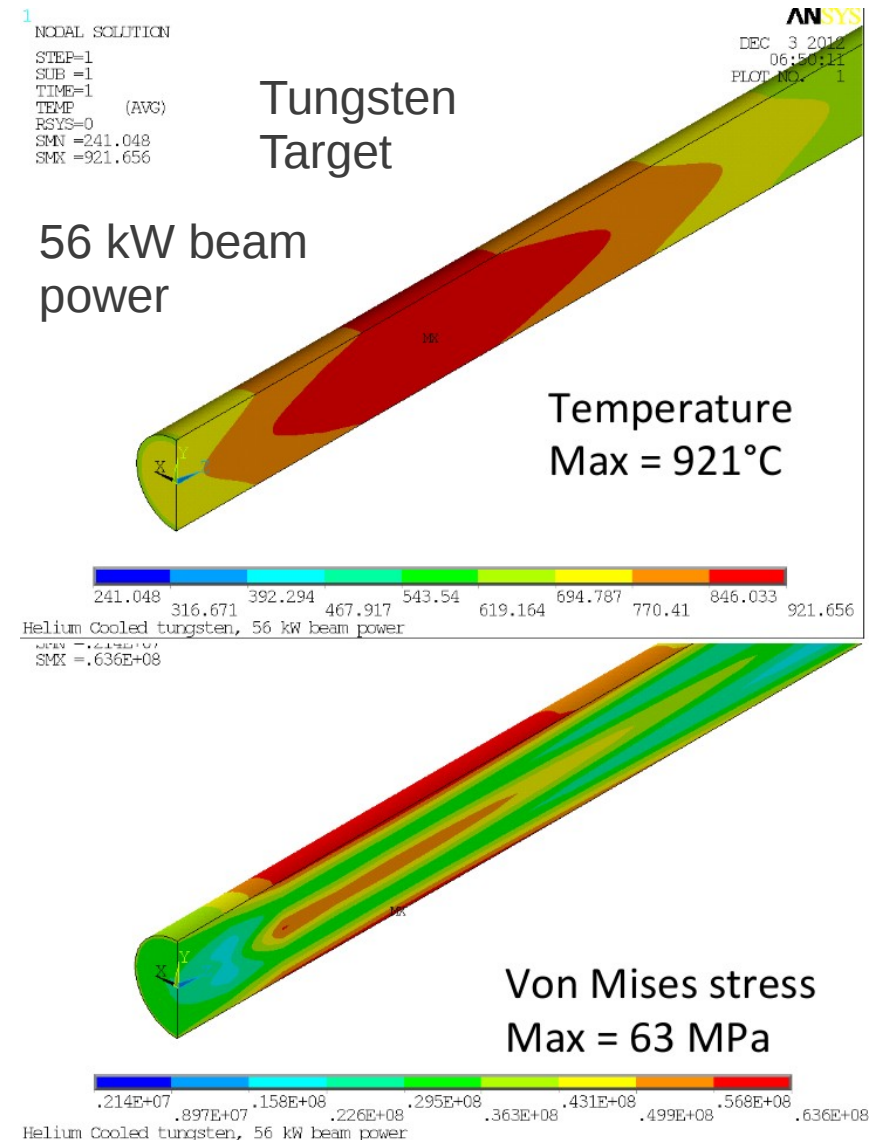 1
NODAL SOLUTION
STEP=1
SUB =1
TIME=1
TEMP (AVG)
RSYS=0
SMN =241.048
SMX =921.656
ANSYS
DEC 3 2012
06:50:11
PLOT NO. 1
Tungsten
Target
56 kW beam
power
MX
Temperature
Max = 921°C
X
Y
241.048 392.294 543.54 694.787 846.033
316.671 467.917 619.164 770.41 921.656
Helium Cooled tungsten, 56 kW beam power
SMN =.214E+07
SMX =.636E+08
MX
X
Y
Von Mises stress
Max = 63 MPa
.214E+07 .158E+08 .295E+08 .431E+08 .568E+08
.897E+07 .226E+08 .363E+08 .499E+08 .636E+08
Helium Cooled tungsten, 56 kW beam power